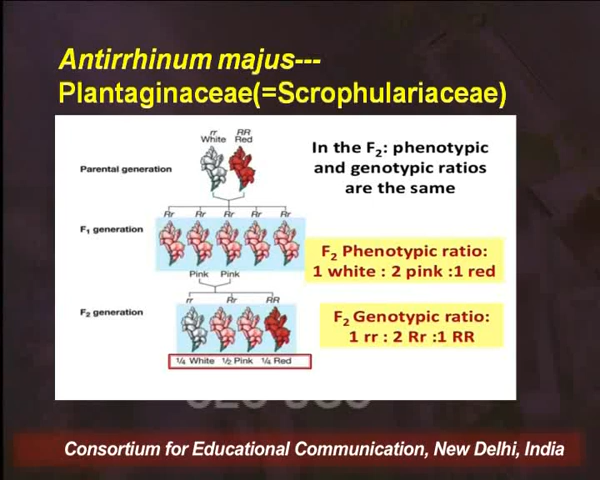 Antirrhinum majus---
Plantaginaceae(=Scrophulariaceae)
rr RR
White Red
Parental generation
In the F2: phenotypic
and genotypic ratios
are the same
Rr Rr Rr Rr Rr
F1 generation
F2 Phenotypic ratio:
1 white : 2 pink :1 red
Pink Pink
rr Rr RR
F2 generation
F2 Genotypic ratio:
1 rr : 2 Rr :1 RR
1/4 White 1/2 Pink 1/4 Red
Consortium for Educational Communication, New Delhi, India